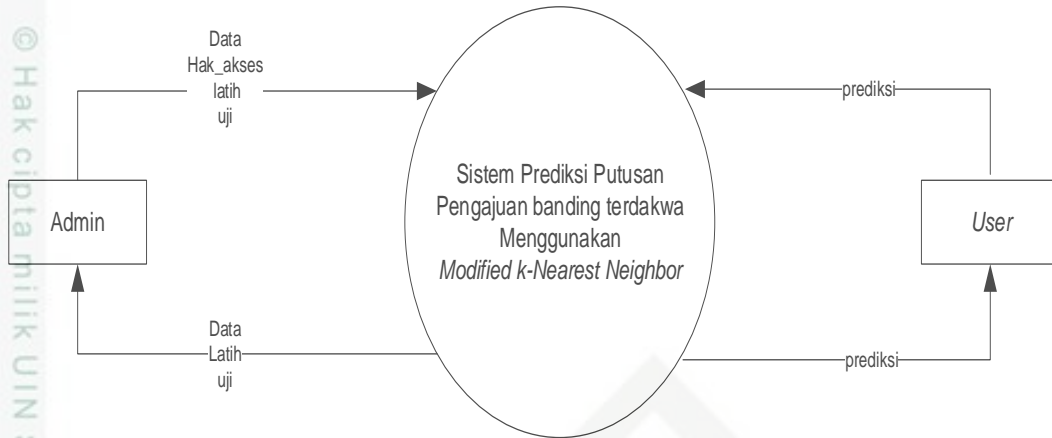 © Hak cipta milik UIN
Data
Hak_akses
latih
uji
prediksi
Admin
Sistem Prediksi Putusan
Pengajuan banding terdakwa
Menggunakan
Modified k-Nearest Neighbor
User
Data
Latih
uji
prediksi